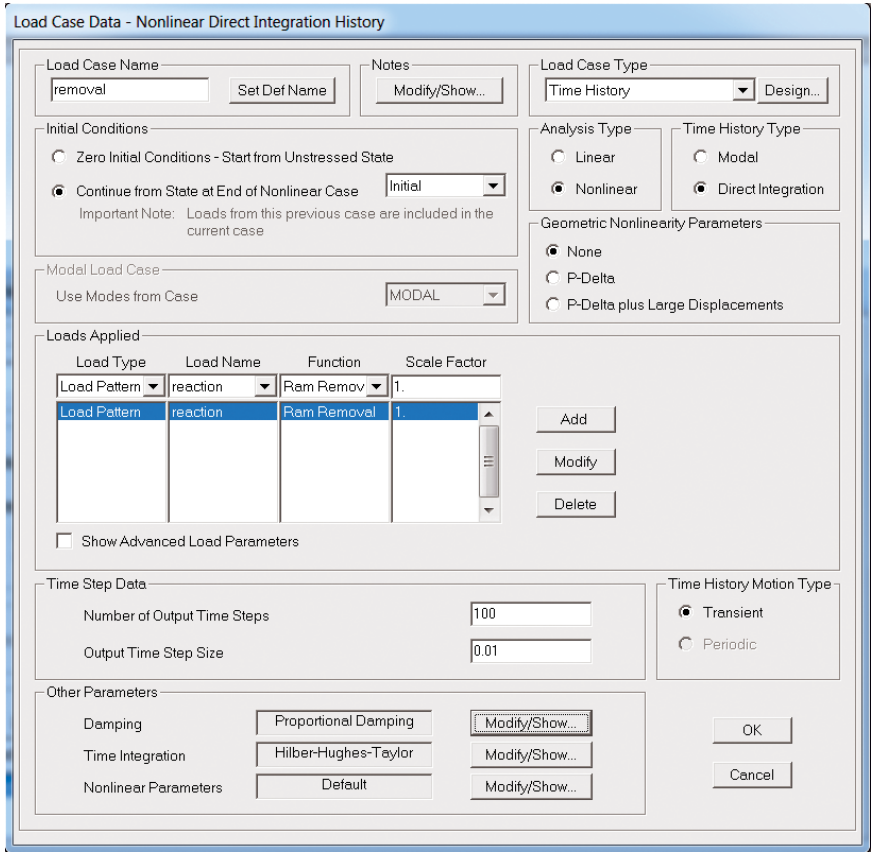 Load Case Data - Nonlinear Direct Integration History
Load Case Name
removal
Set Def Name
Notes
Modify/Show...
Load Case Type
Time History
Design...
Initial Conditions
Zero Initial Conditions - Start from Unstressed State
Continue from State at End of Nonlinear Case
Initial
Important Note: Loads from this previous case are included in the
current case
Analysis Type
Linear
Nonlinear
Time History Type
Modal
Direct Integration
Geometric Nonlinearity Parameters
None
P-Delta
P-Delta plus Large Displacements
Modal Load Case
Use Modes from Case
MODAL
Loads Applied
Load Type Load Name Function Scale Factor
Load Pattern reaction Ram Remov 1.
Load Pattern reaction Ram Removal 1.
Add
Modify
Delete
Show Advanced Load Parameters
Time Step Data
Number of Output Time Steps 100
Output Time Step Size 0.01
Time History Motion Type
Transient
Periodic
Other Parameters
Damping Proportional Damping Modify/Show...
Time Integration Hilber-Hughes-Taylor Modify/Show...
Nonlinear Parameters Default Modify/Show...
OK
Cancel